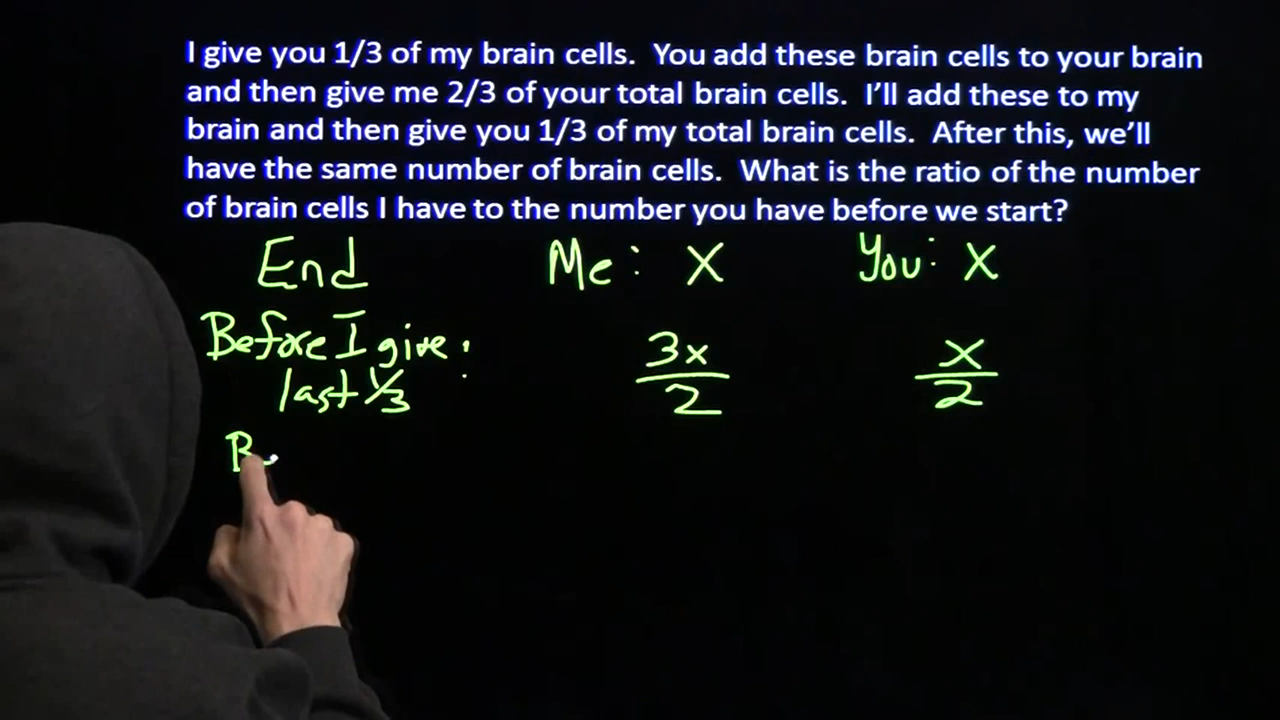 I give you 1/3 of my brain cells. You add these brain cells to your brain
and then give me 2/3 of your total brain cells. I'll add these to my
brain and then give you 1/3 of my total brain cells. After this, we'll
have the same number of brain cells. What is the ratio of the number
of brain cells I have to the number you have before we start?
End Me: X You: X
Before I give: 3x/2 x/2
last 1/3
Be